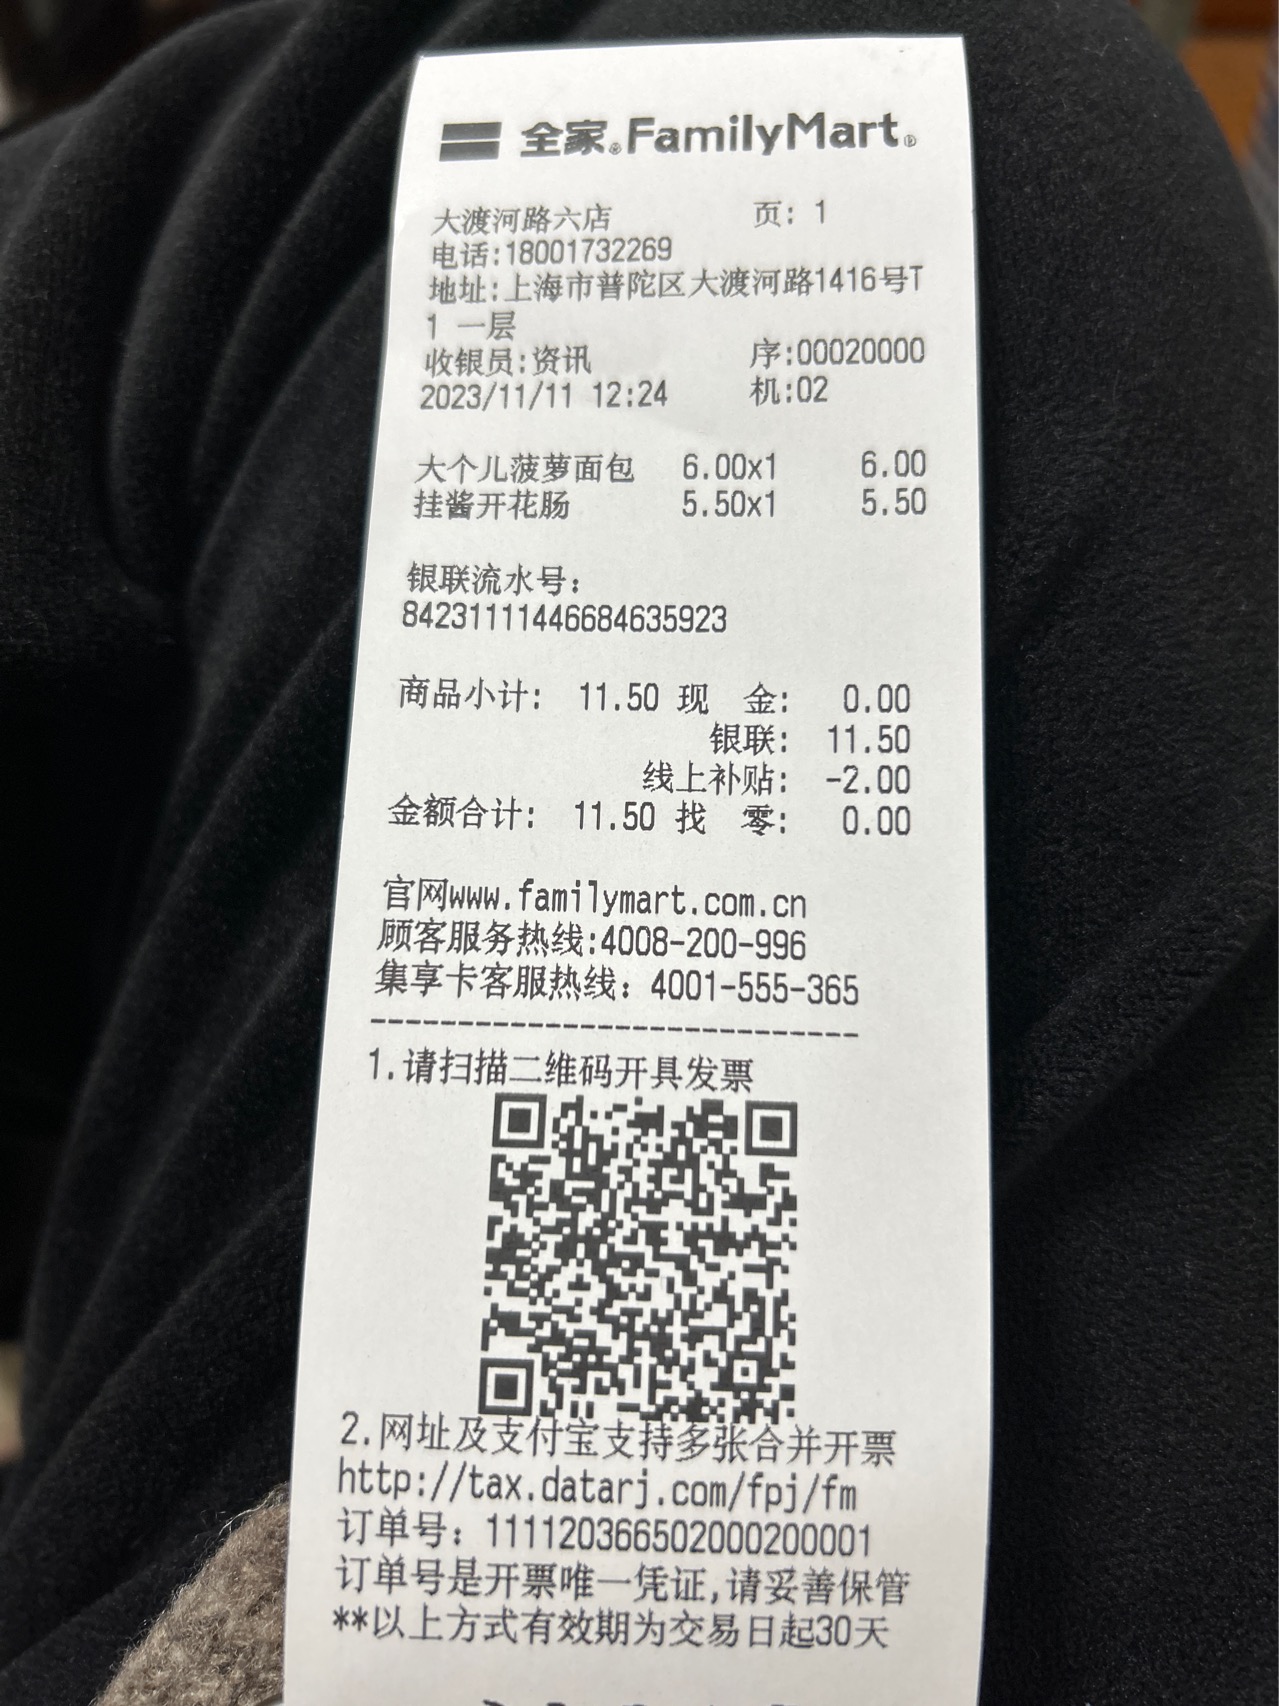 全家®FamilyMart®
大渡河路六店 页: 1
电话:18001732269
地址:上海市普陀区大渡河路1416号T
1 一层
收银员:资讯 序:00020000
2023/11/11 12:24 机:02
大个儿菠萝面包 6.00x1 6.00
挂酱开花肠 5.50x1 5.50
银联流水号:
84231111446684635923
商品小计: 11.50 现 金: 0.00
银联: 11.50
线上补贴: -2.00
金额合计: 11.50 找 零: 0.00
官网www.familymart.com.cn
顾客服务热线:4008-200-996
集享卡客服热线: 4001-555-365
----------------------------
1.请扫描二维码开具发票
2.网址及支付宝支持多张合并开票
http://tax.datarj.com/fpj/fm
订单号: 111120366502000200001
订单号是开票唯一凭证,请妥善保管
**以上方式有效期为交易日起30天